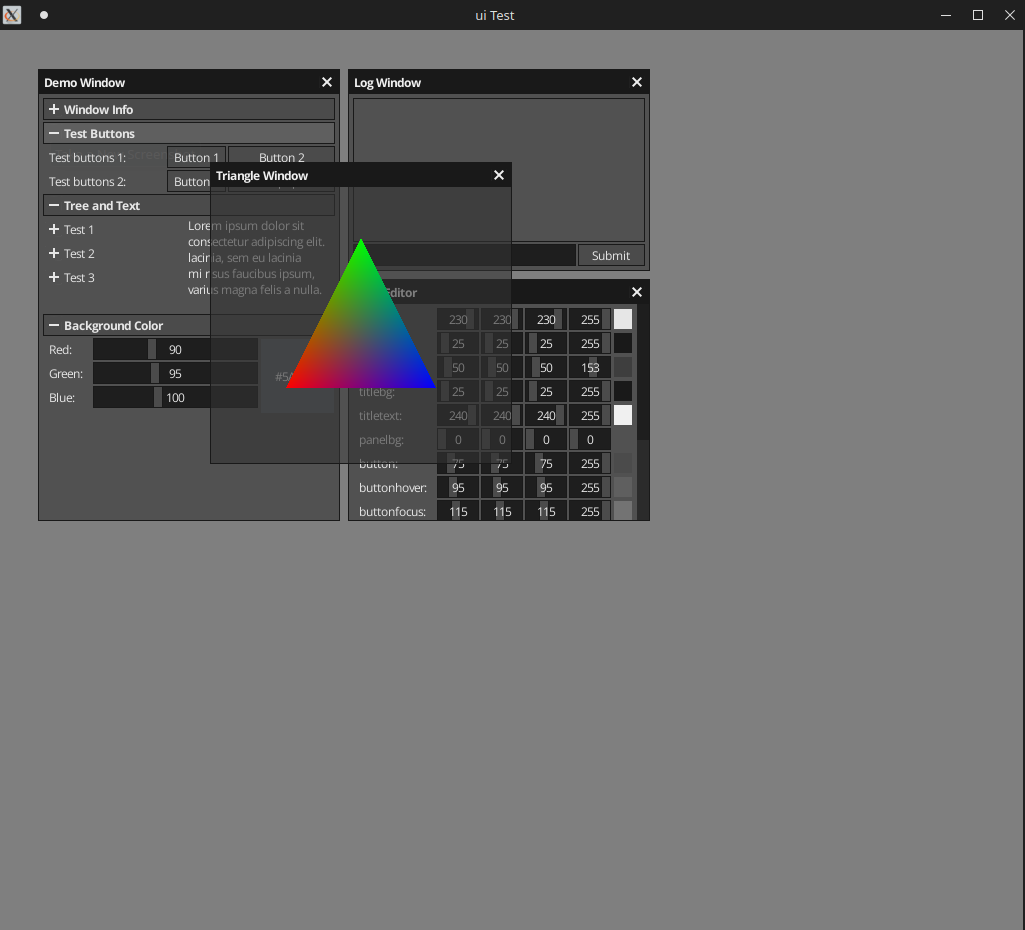 ui Test
Demo Window
Window Info
Test Buttons
Test buttons 1: Button 1 Button 2
Test buttons 2: Button
Tree and Text
Test 1
Test 2
Test 3
Lorem ipsum dolor sit
consectetur adipiscing elit.
lacinia, sem eu lacinia
mi risus faucibus ipsum,
varius magna felis a nulla.
Background Color
Red: 90
Green: 95
Blue: 100
Log Window
Submit
Triangle Window
Editor
230 230 230 255
25 25 25 255
50 50 50 153
titlebg: 25 25 25 255
titletext: 240 240 240 255
panelbg: 0 0 0 0
button: 75 75 75 255
buttonhover: 95 95 95 255
buttonfocus: 115 115 115 255